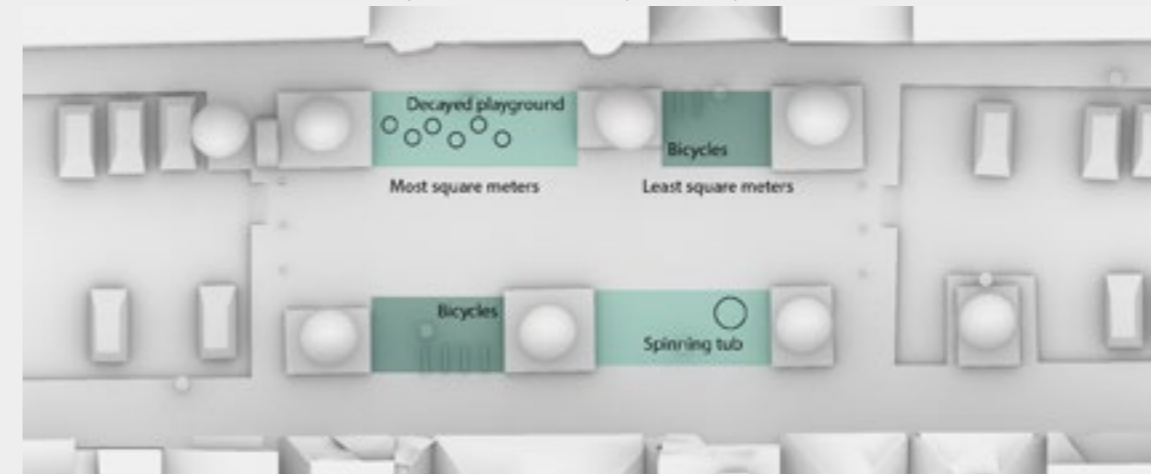 Decayed playground
Bicycles
Most square meters
Least square meters
Bicycles
Spinning tub